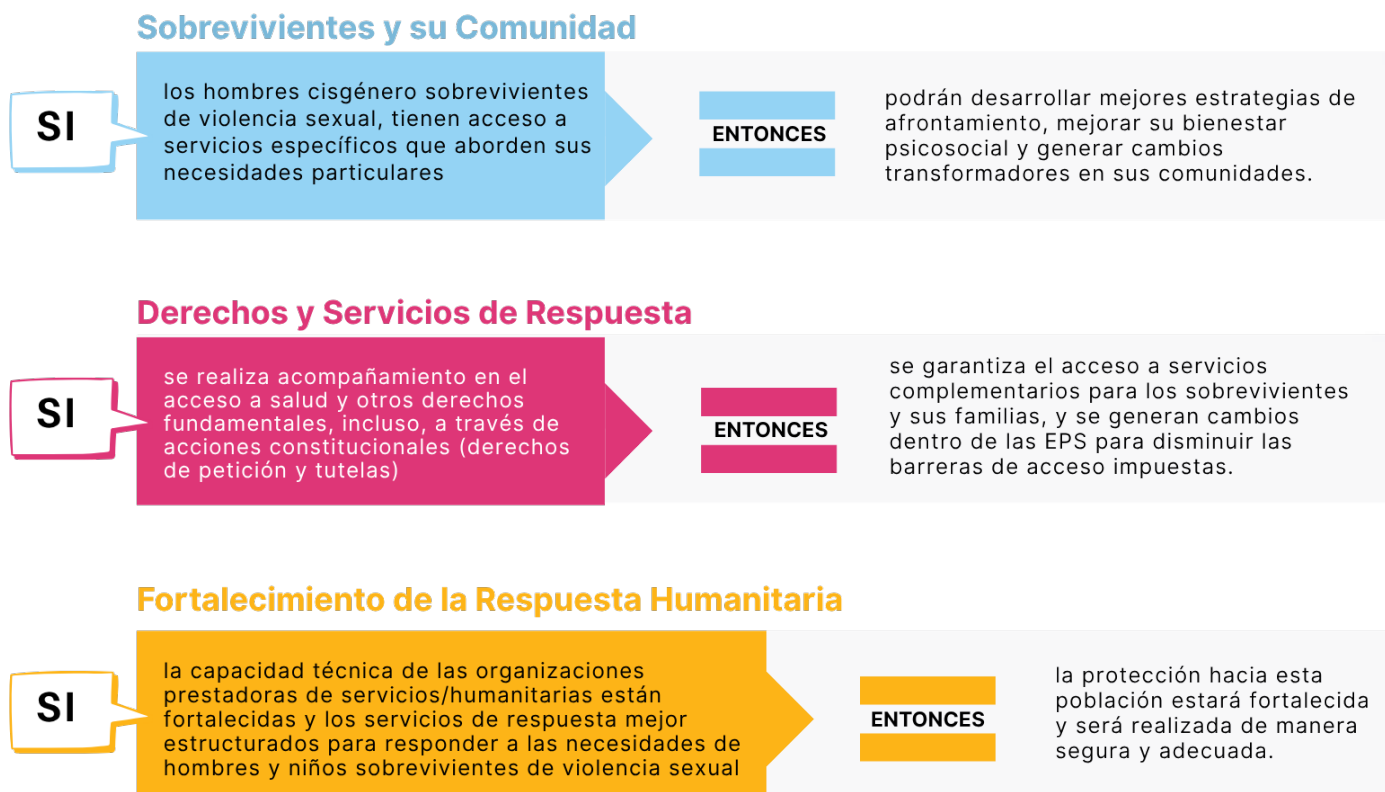 Sobrevivientes y su Comunidad
SI
los hombres cisgénero sobrevivientes
de violencia sexual, tienen acceso a
servicios específicos que aborden sus
necesidades particulares
ENTONCES
podrán desarrollar mejores estrategias de
afrontamiento, mejorar su bienestar
psicosocial y generar cambios
transformadores en sus comunidades.
Derechos y Servicios de Respuesta
SI
se realiza acompañamiento en el
acceso a salud y otros derechos
fundamentales, incluso, a través de
acciones constitucionales (derechos
de petición y tutelas)
ENTONCES
se garantiza el acceso a servicios
complementarios para los sobrevivientes
y sus familias, y se generan cambios
dentro de las EPS para disminuir las
barreras de acceso impuestas.
Fortalecimiento de la Respuesta Humanitaria
SI
la capacidad técnica de las organizaciones
prestadoras de servicios/humanitarias están
fortalecidas y los servicios de respuesta mejor
estructurados para responder a las necesidades de
hombres y niños sobrevivientes de violencia sexual
ENTONCES
la protección hacia esta
población estará fortalecida
y será realizada de manera
segura y adecuada.